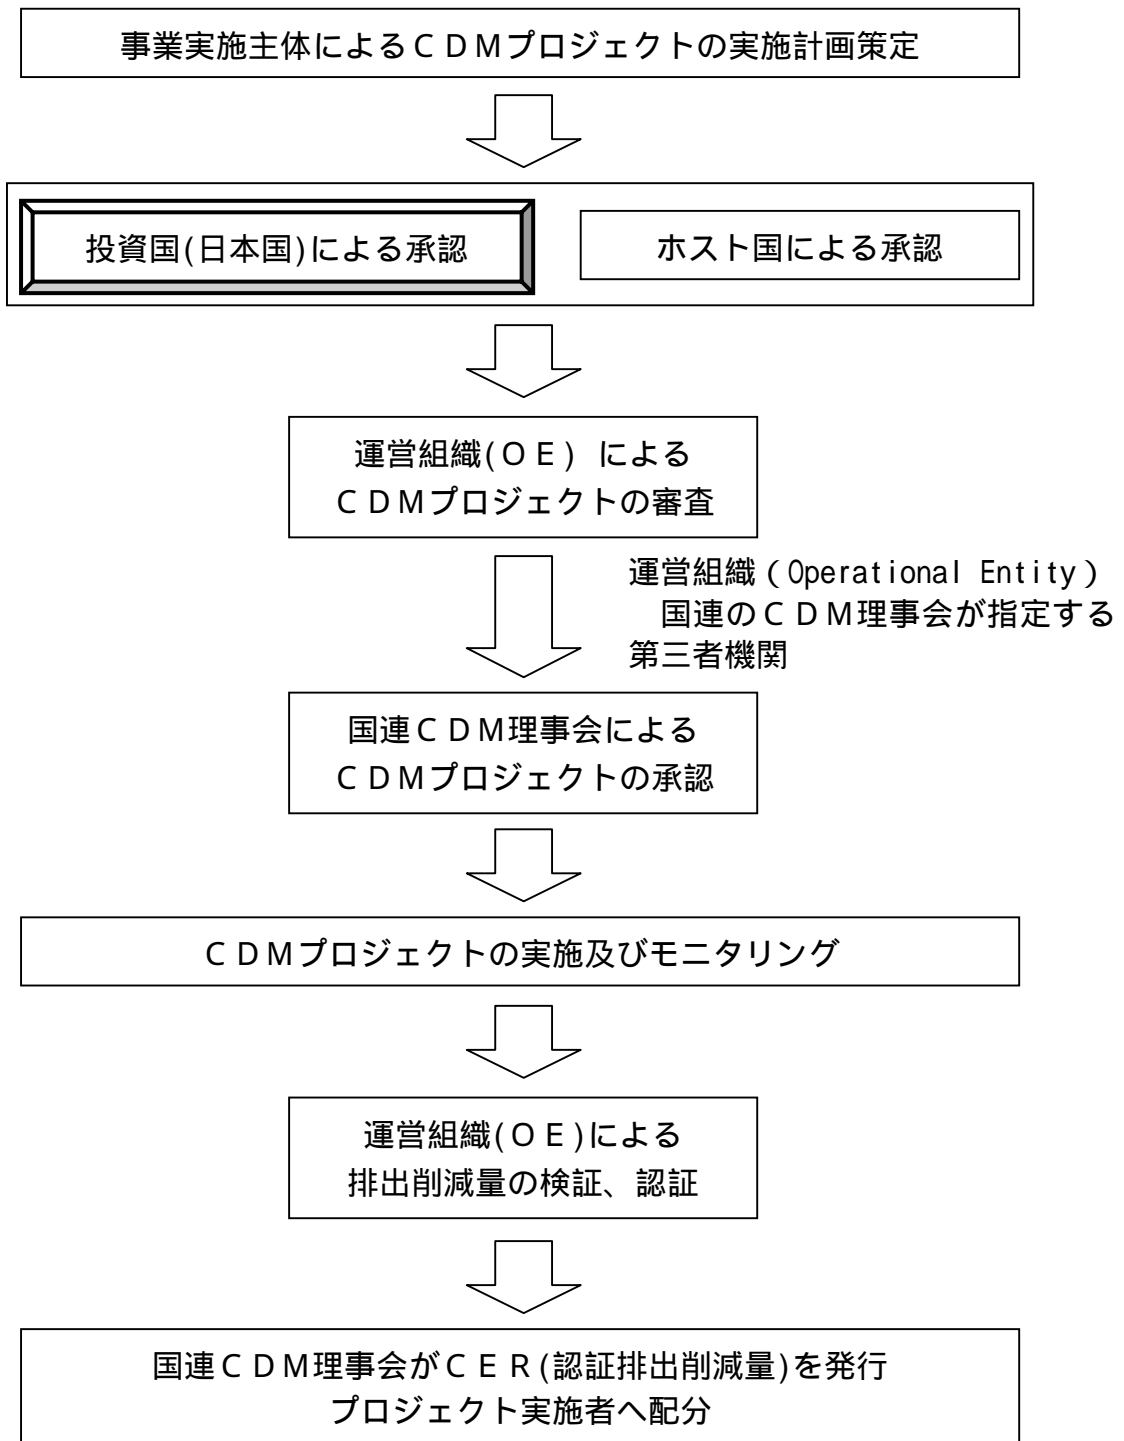 事業実施主体によるＣＤＭプロジェクトの実施計画策定
投資国(日本国)による承認
ホスト国による承認
運営組織(ＯＥ) による
ＣＤＭプロジェクトの審査
運営組織（Operational Entity）
国連のＣＤＭ理事会が指定する
第三者機関
国連ＣＤＭ理事会による
ＣＤＭプロジェクトの承認
ＣＤＭプロジェクトの実施及びモニタリング
運営組織(ＯＥ)による
排出削減量の検証、認証
国連ＣＤＭ理事会がＣＥＲ(認証排出削減量)を発行
プロジェクト実施者へ配分